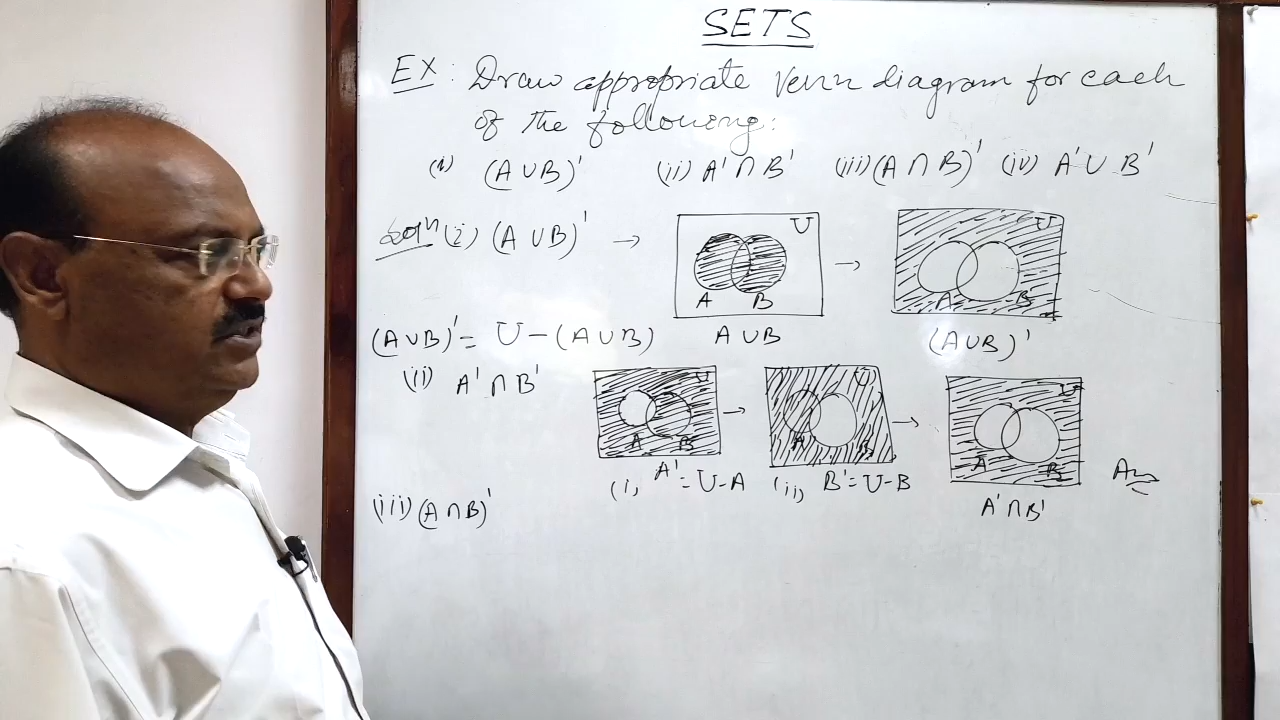 SETS
Ex: Draw appropriate Venn diagram for each
of the following:
(i) (A∪B)' (ii) A'∩B' (iii) (A∩B)' (iv) A'∪B'
Soln (i) (A∪B)' → U A B → U A B
(A∪B)' = U-(A∪B) A∪B (A∪B)'
(ii) A'∩B' U A B → U A B → U A B Ans
(i) A'=U-A (ii) B'=U-B A'∩B'
(iii) (A∩B)'